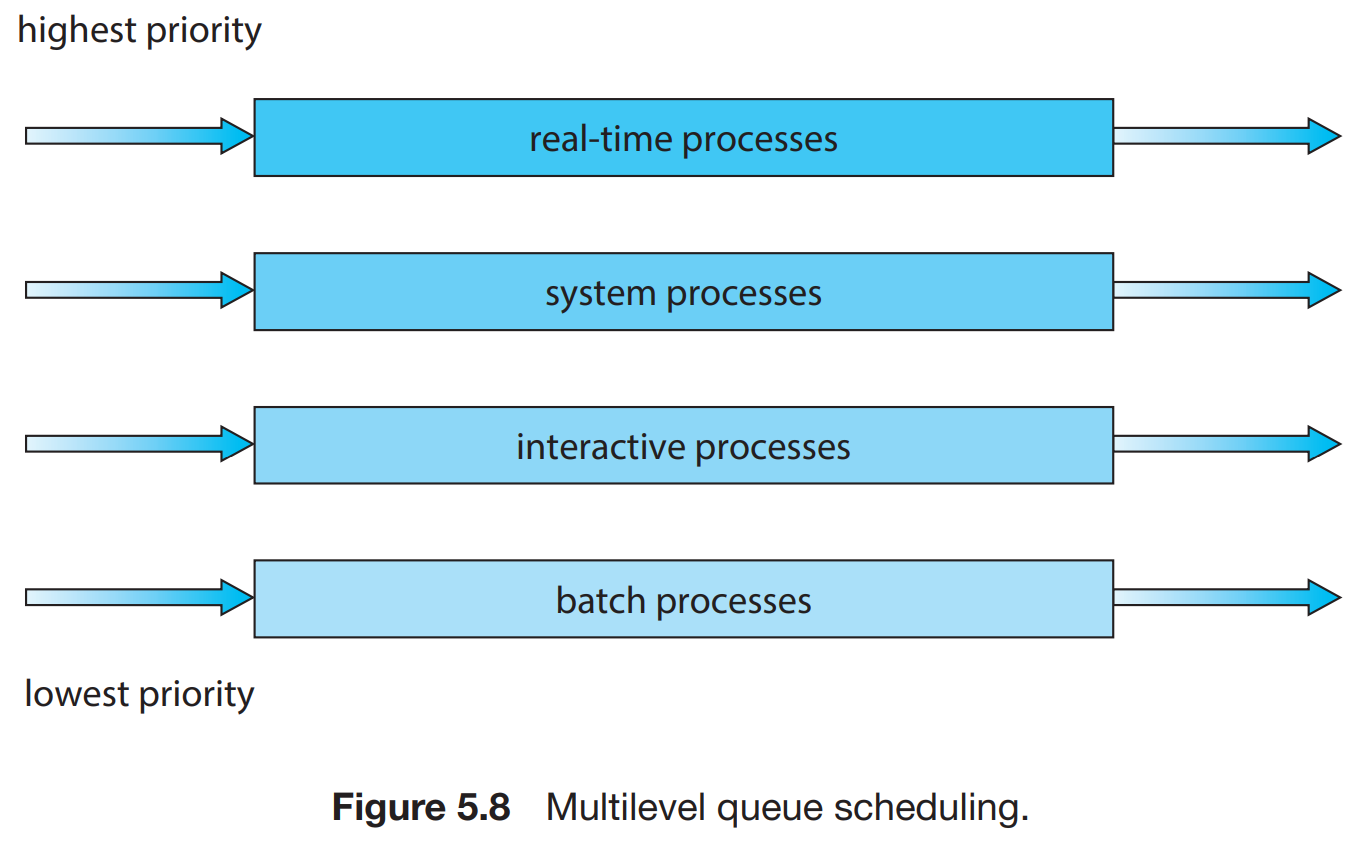 highest priority
real-time processes
system processes
interactive processes
batch processes
lowest priority
Figure 5.8 Multilevel queue scheduling.